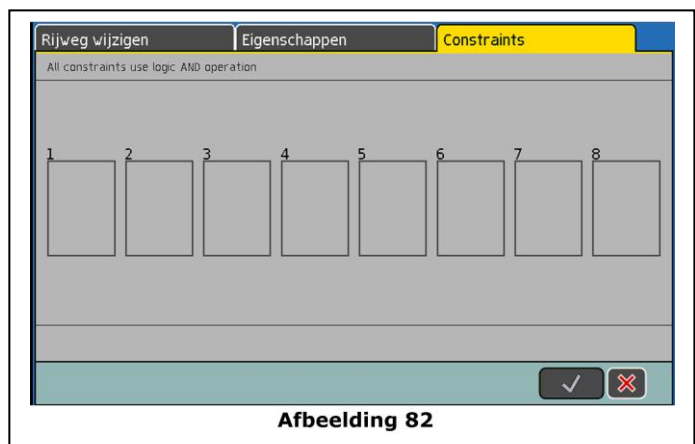 Rijweg wijzigen Eigenschappen Constraints
All constraints use logic AND operation
1 2 3 4 5 6 7 8
Afbeelding 82